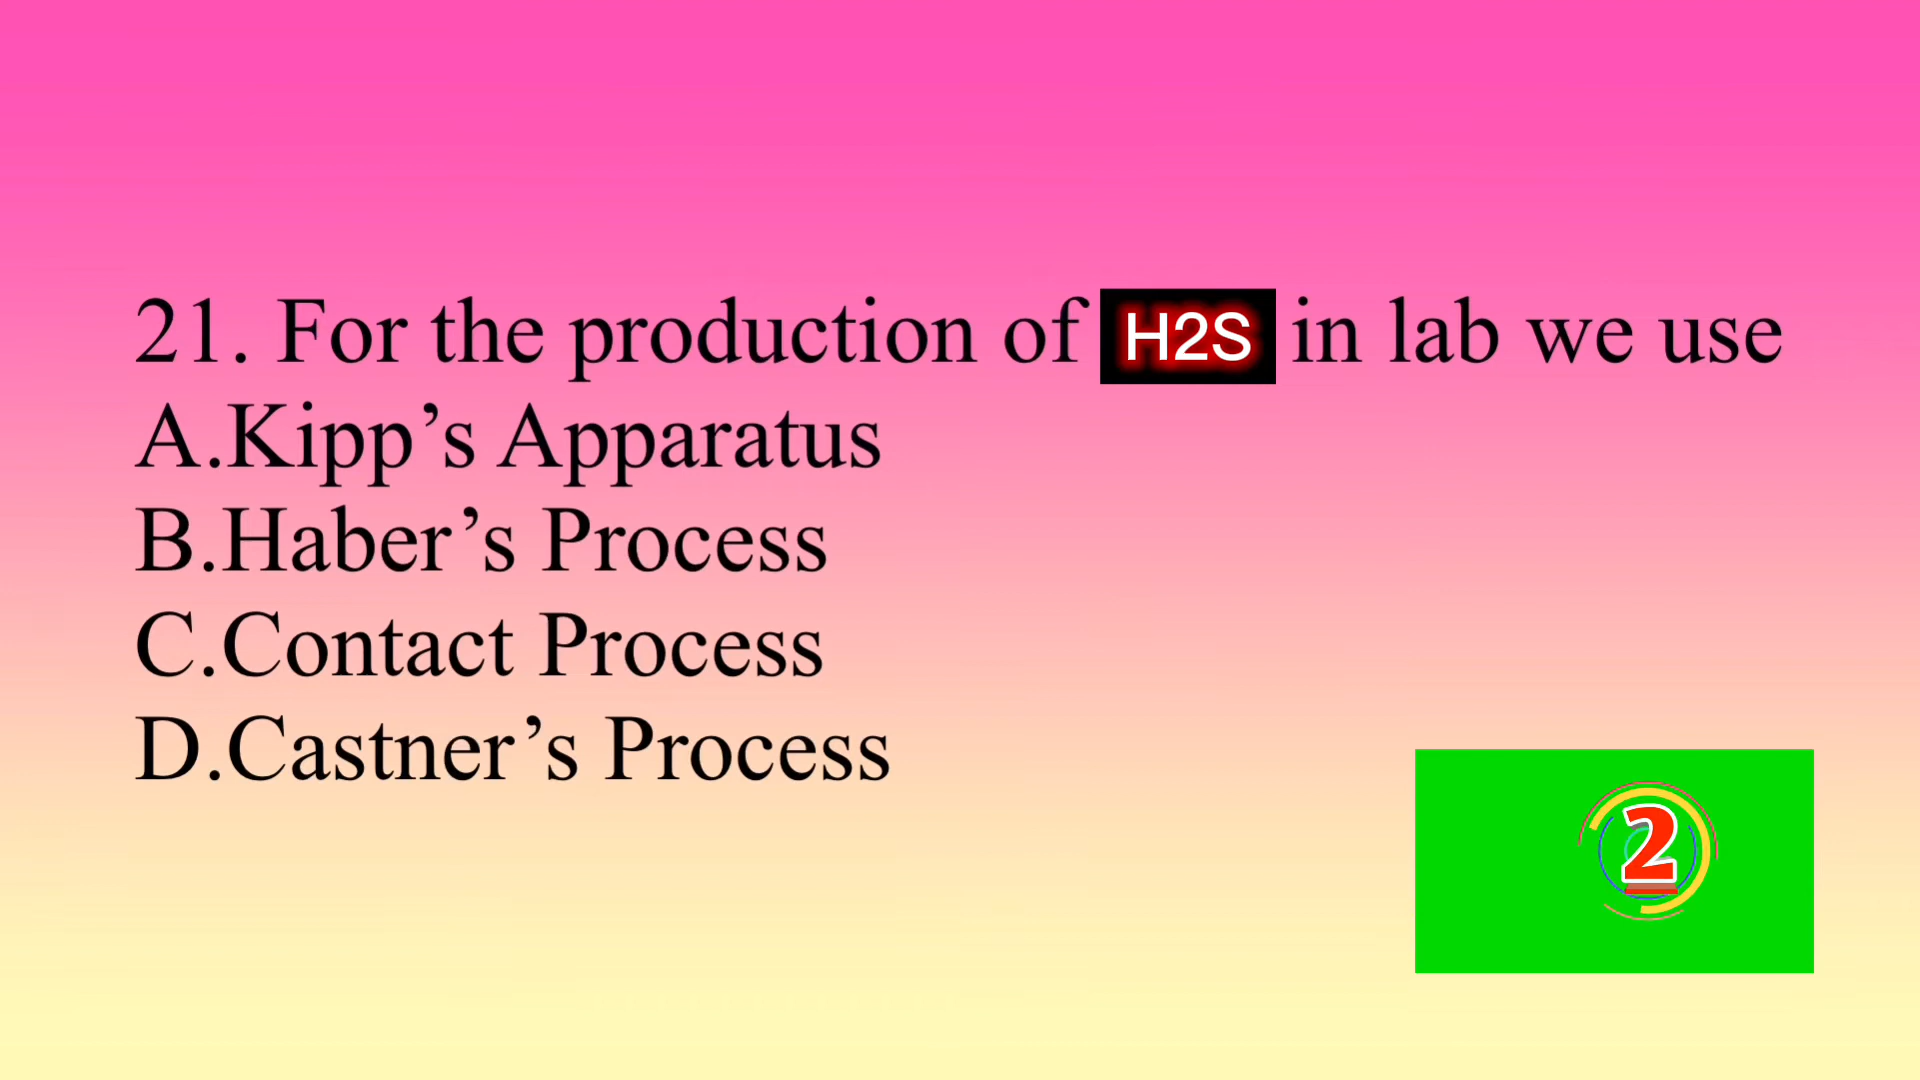 21. For the production of H2S in lab we use
A.Kipp’s Apparatus
B.Haber’s Process
C.Contact Process
D.Castner’s Process
2